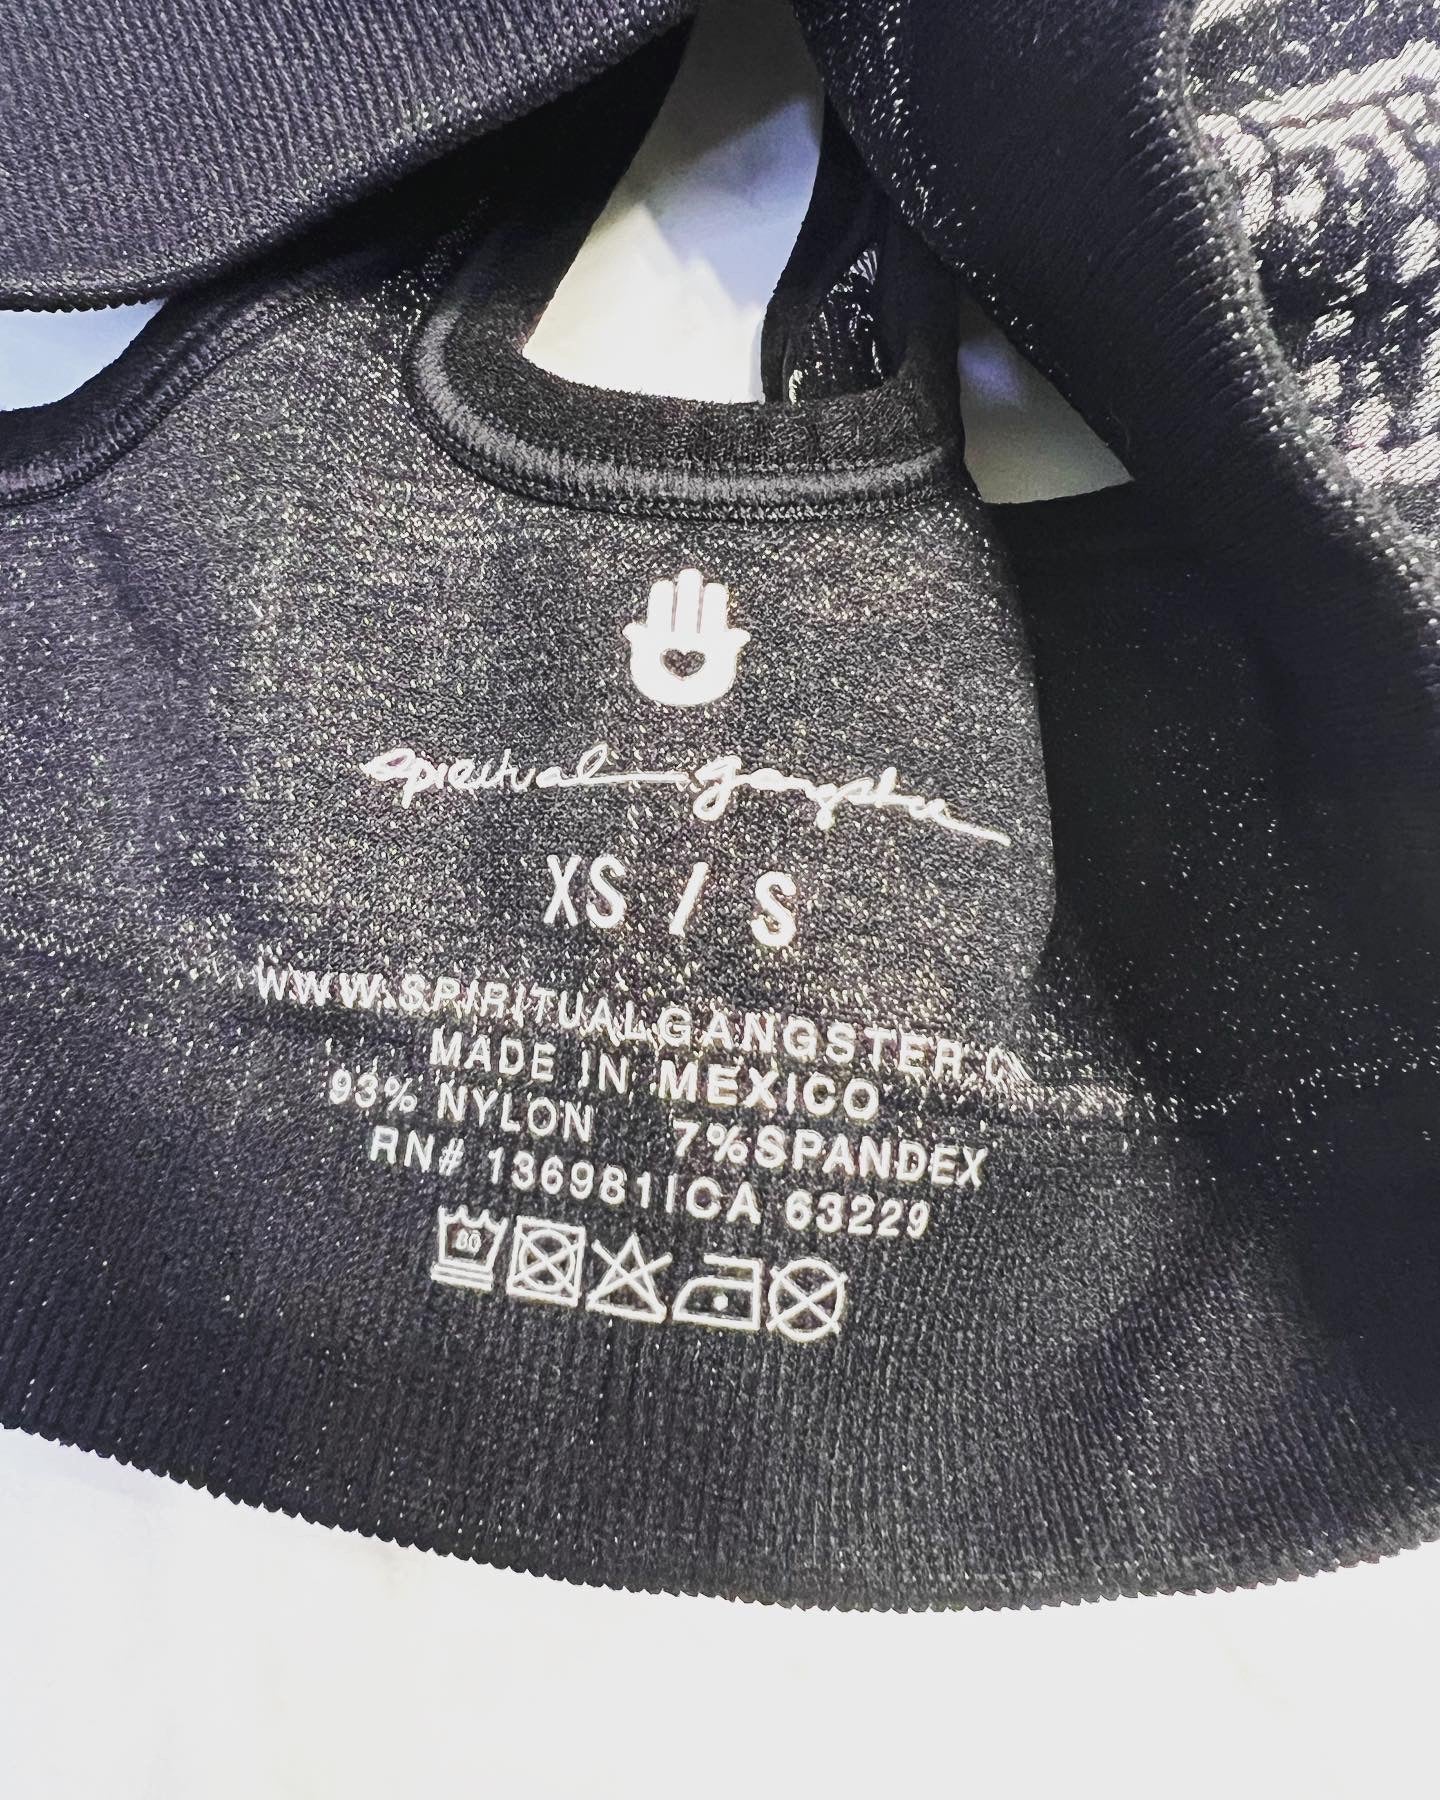 spiritual gangster
XS / S
WWW.SPIRITUALGANGSTER.C
MADE IN MEXICO
93% NYLON 7%SPANDEX
RN# 136981|CA 63229